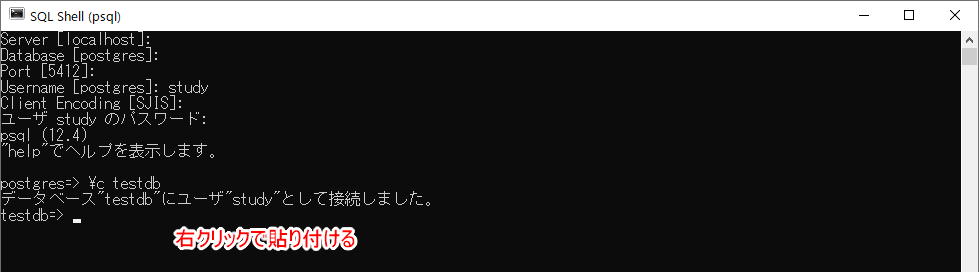 SQL Shell (psql)
Server [localhost]:
Database [postgres]:
Port [5412]:
Username [postgres]: study
Client Encoding [SJIS]:
ユーザ study のパスワード:
psql (12.4)
"help"でヘルプを表示します。
postgres=> ¥c testdb
データベース"testdb"にユーザ"study"として接続しました。
testdb=>
右クリックで貼り付ける